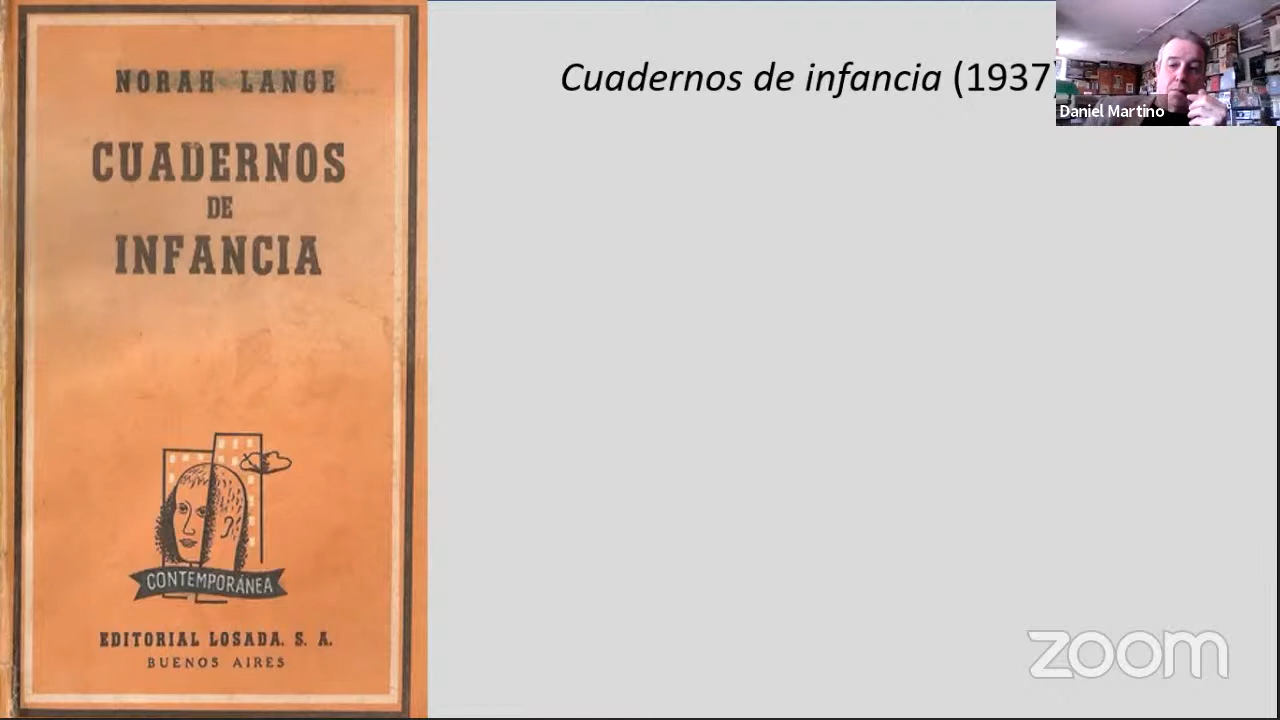 NORAH LANGE
CUADERNOS
DE
INFANCIA
CONTEMPORÁNEA
EDITORIAL LOSADA. S. A.
BUENOS AIRES
Cuadernos de infancia (1937)
Daniel Martino
zoom